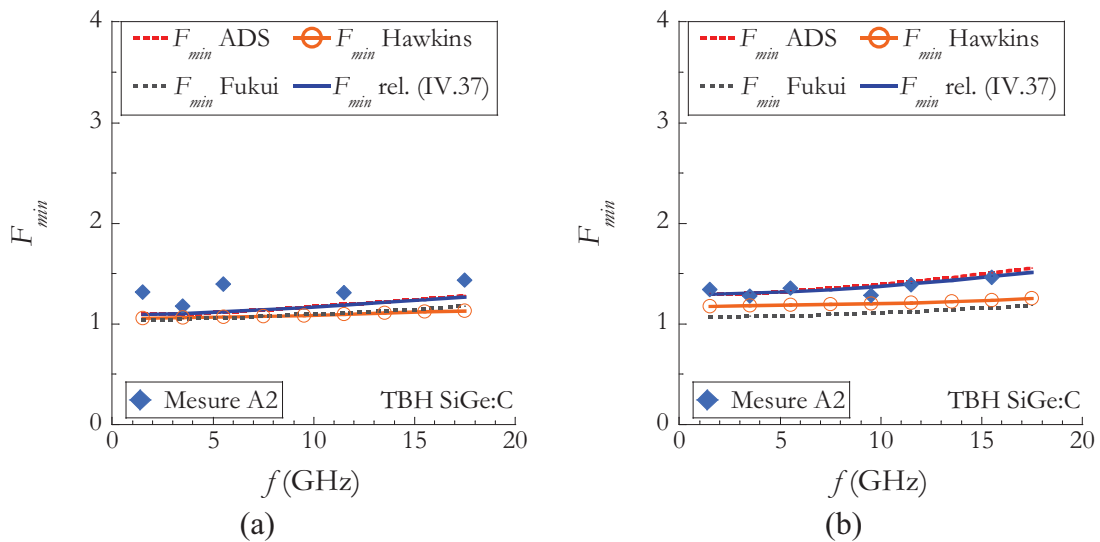 (a)
4
3
2
1
0
F_min
F_min ADS
F_min Hawkins
F_min Fukui
F_min rel. (IV.37)
Mesure A2
TBH SiGe:C
0 5 10 15 20
f (GHz)
(a)
(b)
4
3
2
1
0
F_min
F_min ADS
F_min Hawkins
F_min Fukui
F_min rel. (IV.37)
Mesure A2
TBH SiGe:C
0 5 10 15 20
f (GHz)
(b)